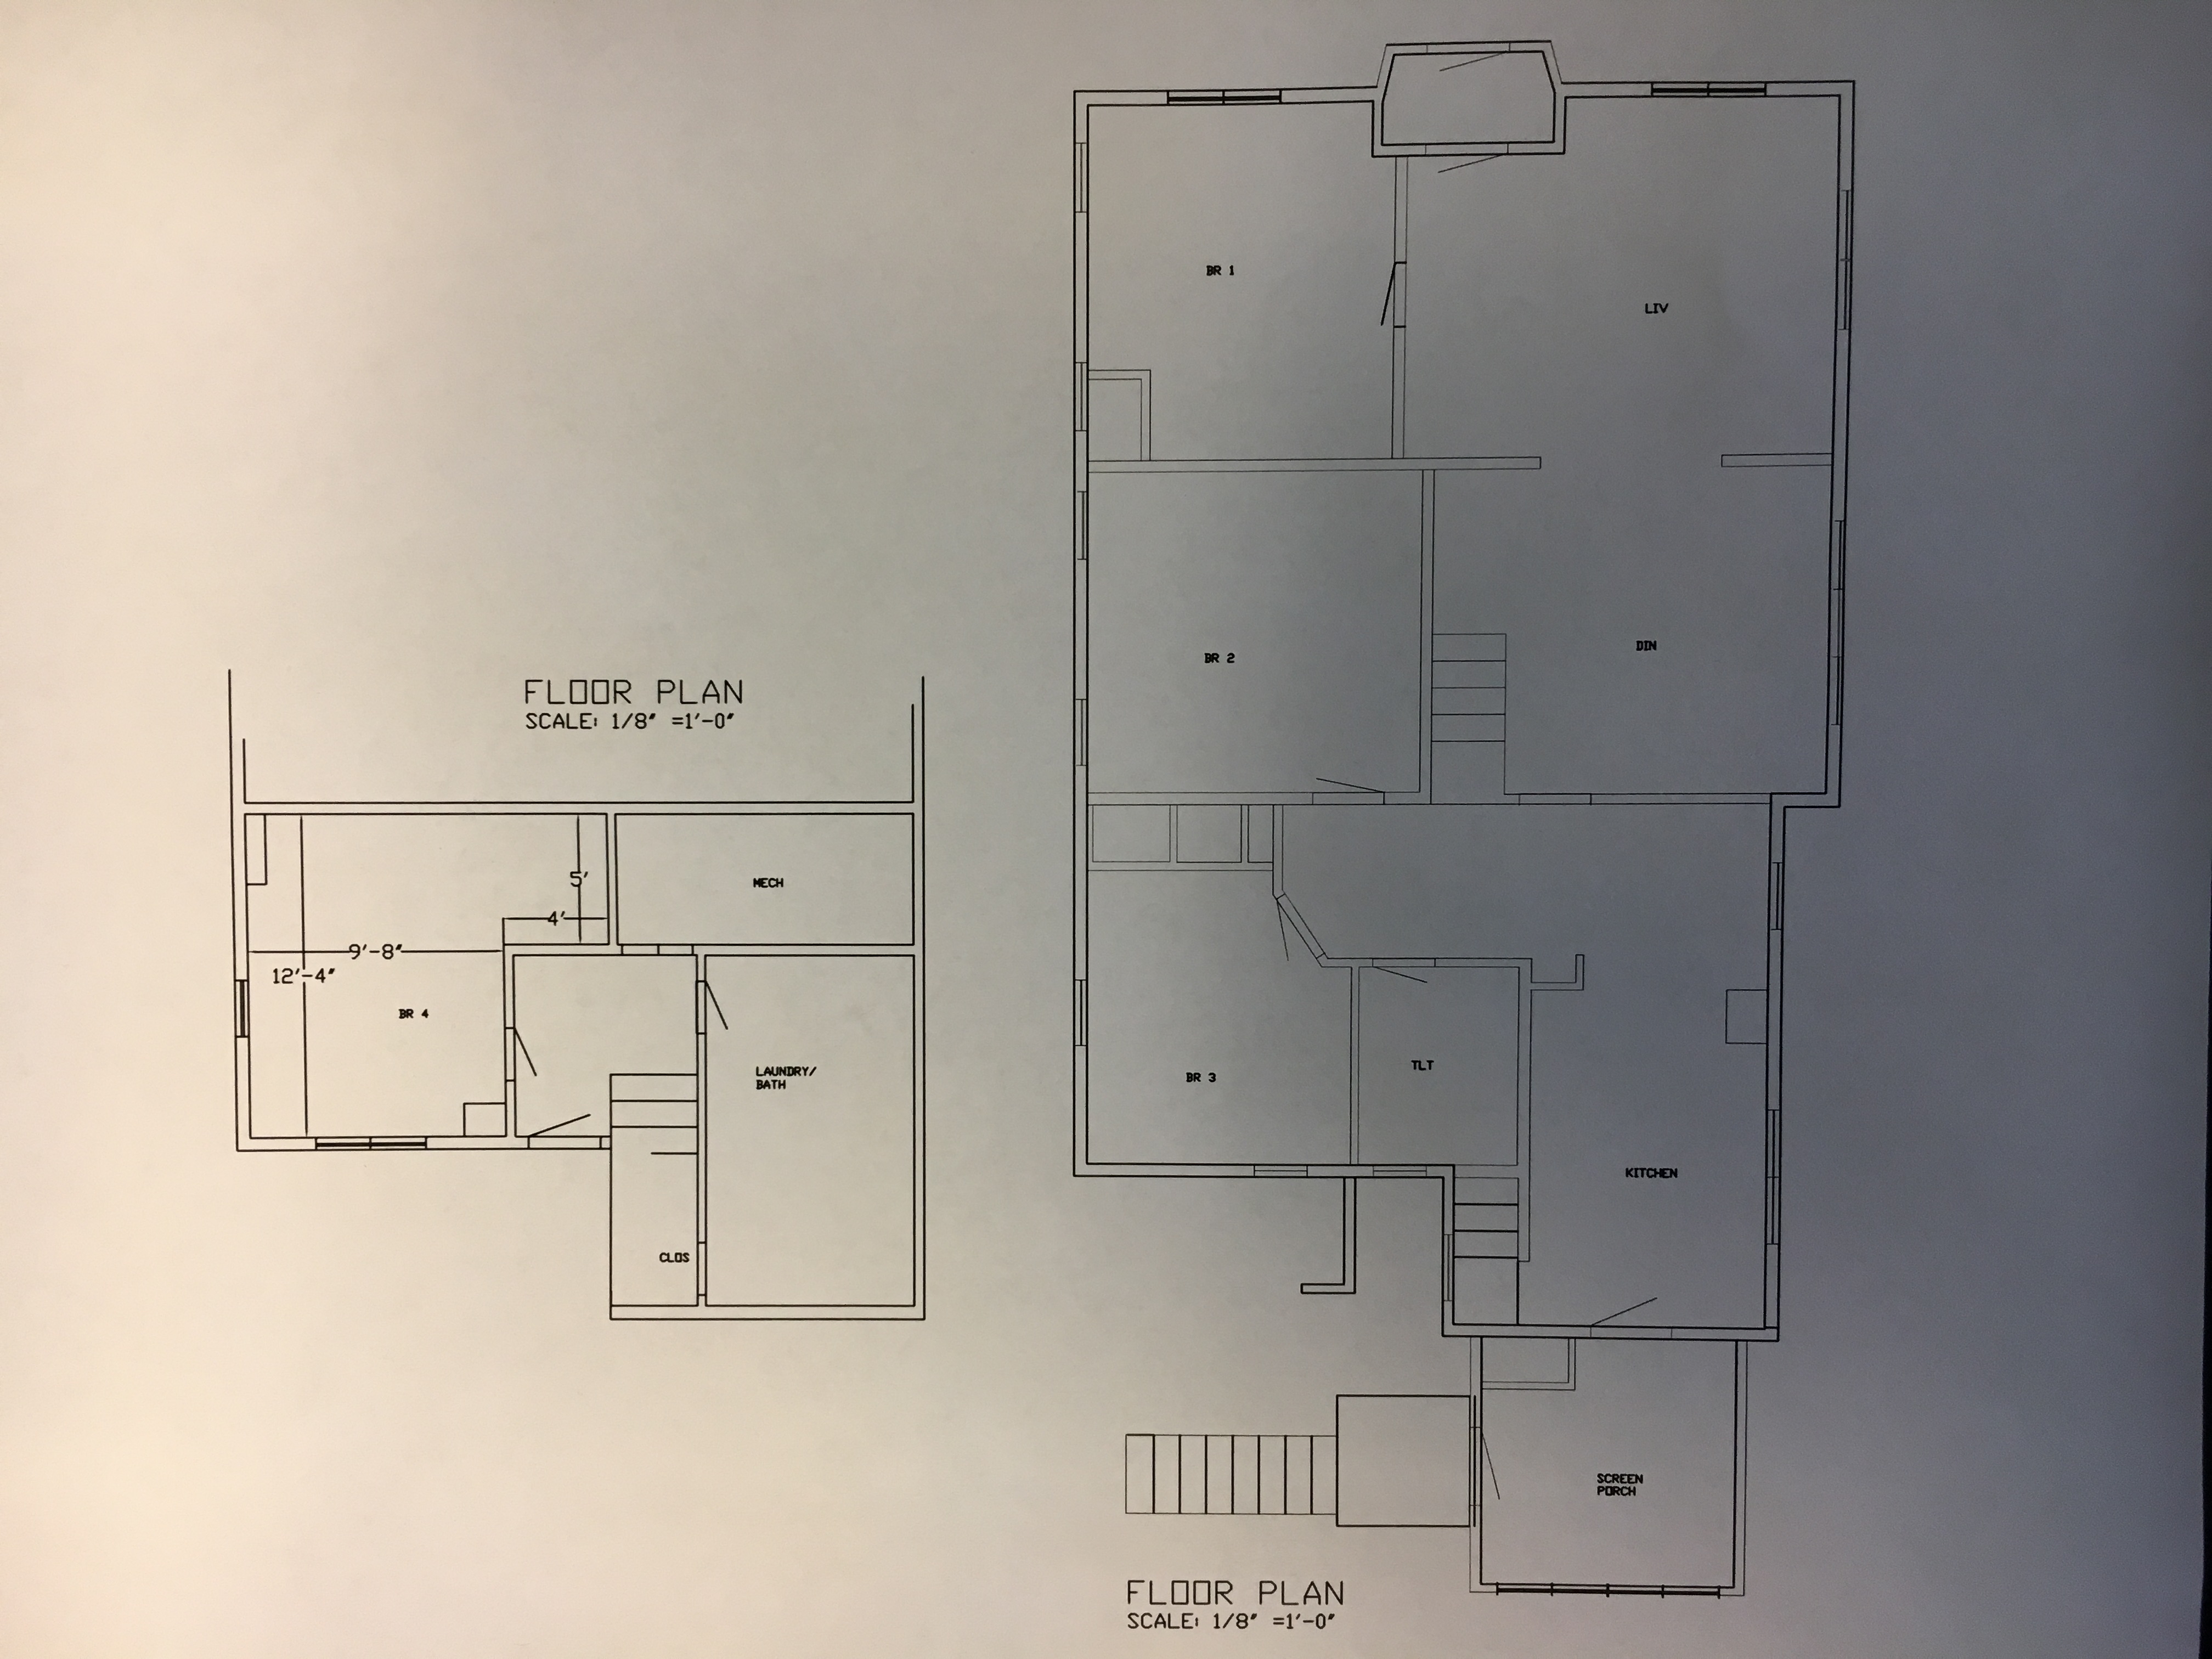 FLOOR PLAN
SCALE: 1/8" =1'-0"
12'-4"
9'-8"
BR 4
4'
5'
CLOS
MECH
LAUNDRY/
BATH
BR 1
BR 2
BR 3
TLT
LIV
DIN
KITCHEN
SCREEN
PORCH
FLOOR PLAN
SCALE: 1/8" =1'-0"